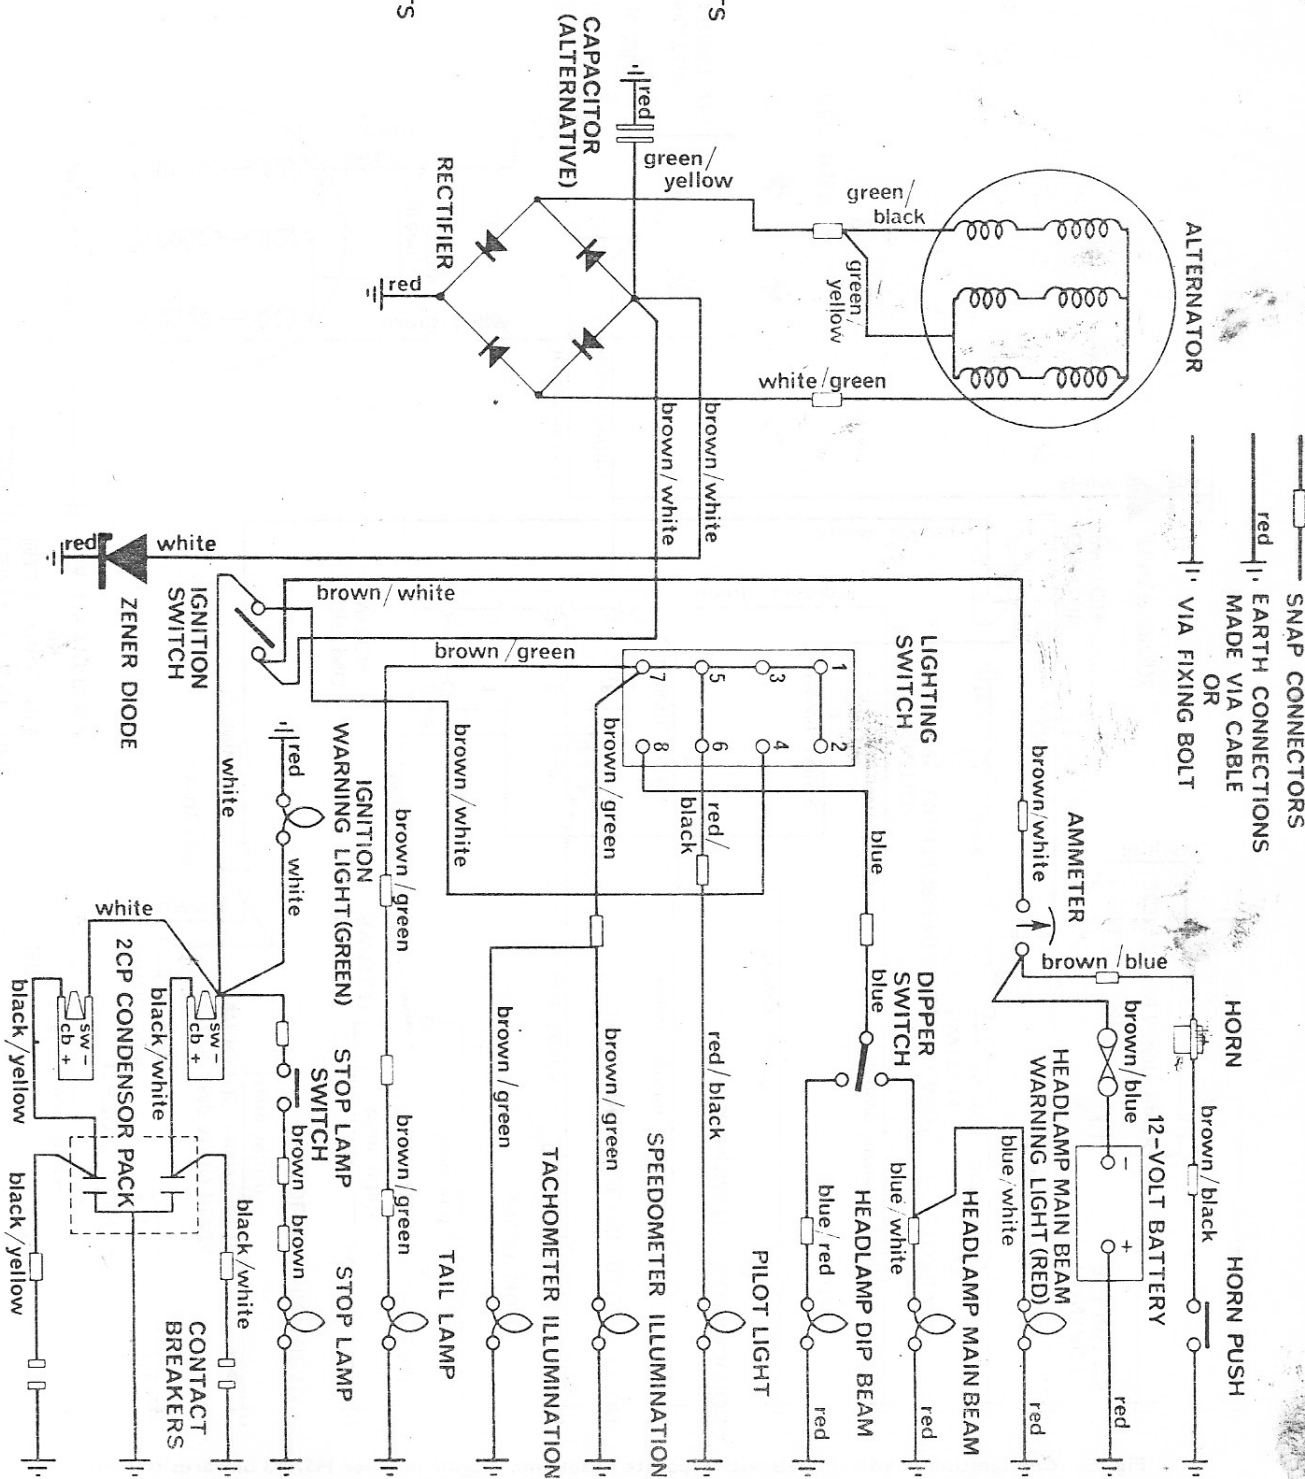 SNAP CONNECTORS
red
EARTH CONNECTIONS
MADE VIA CABLE
OR
VIA FIXING BOLT
ALTERNATOR
green/
black
green/
yellow
white/green
CAPACITOR
(ALTERNATIVE)
red
green/
yellow
RECTIFIER
red
brown/white
brown/white
red
white
ZENER DIODE
IGNITION
SWITCH
brown/white
brown/green
LIGHTING
SWITCH
1
3
5
7
2
4
6
8
brown/green
brown/white
red/
black
blue
brown/white
AMMETER
brown/blue
HORN
brown/black
HORN PUSH
brown/blue
12-VOLT BATTERY
-
+
red
HEADLAMP MAIN BEAM
WARNING LIGHT (RED)
blue/white
red
DIPPER
SWITCH
blue
blue/white
HEADLAMP MAIN BEAM
red
blue/red
HEADLAMP DIP BEAM
red
red/black
PILOT LIGHT
brown/green
SPEEDOMETER ILLUMINATION
brown/green
TACHOMETER ILLUMINATION
brown/green
brown/green
TAIL LAMP
IGNITION
WARNING LIGHT (GREEN)
red
white
white
STOP LAMP
SWITCH
brown
brown
STOP LAMP
white
sw -
cb +
sw -
cb +
black/white
black/yellow
2CP CONDENSOR PACK
black/white
black/yellow
CONTACT
BREAKERS
S
S